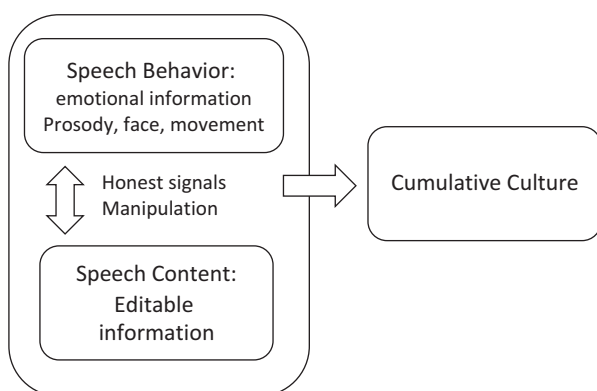 Speech Behavior:
emotional information
Prosody, face, movement
Honest signals
Manipulation
Cumulative Culture
Speech Content:
Editable
information